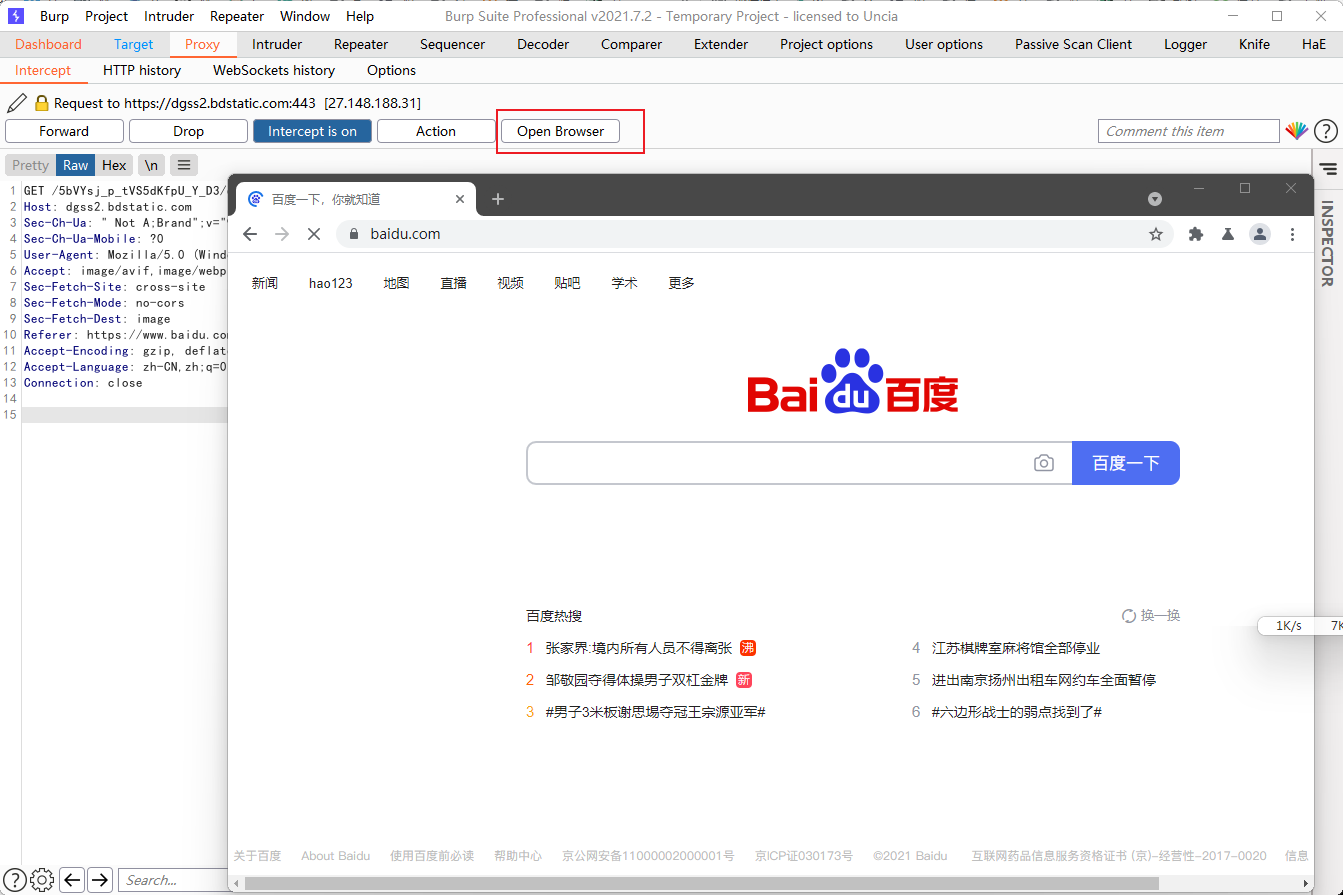 Burp Project Intruder Repeater Window Help Burp Suite Professional v2021.7.2 - Temporary Project - licensed to Uncia
Dashboard Target Proxy Intruder Repeater Sequencer Decoder Comparer Extender Project options User options Passive Scan Client Logger Knife HaE
Intercept HTTP history WebSockets history Options
Request to https://dgss2.bdstatic.com:443 [27.148.188.31]
Forward Drop Intercept is on Action Open Browser Comment this item
Pretty Raw Hex \n
INSPECTOR
1 GET /5bVYsj_p_tVS5dKfpU_Y_D3/
2 Host: dgss2.bdstatic.com
3 Sec-Ch-Ua: " Not A;Brand";v="
4 Sec-Ch-Ua-Mobile: ?0
5 User-Agent: Mozilla/5.0 (Wind
6 Accept: image/avif,image/webp
7 Sec-Fetch-Site: cross-site
8 Sec-Fetch-Mode: no-cors
9 Sec-Fetch-Dest: image
10 Referer: https://www.baidu.co
11 Accept-Encoding: gzip, deflat
12 Accept-Language: zh-CN,zh;q=0
13 Connection: close
14
15
百度一下，你就知道
baidu.com
新闻 hao123 地图 直播 视频 贴吧 学术 更多
Baidu百度
百度一下
百度热搜 换一换
1 张家界:境内所有人员不得离张 沸
2 邹敬园夺得体操男子双杠金牌 新
3 #男子3米板谢思埸夺冠王宗源亚军#
4 江苏棋牌室麻将馆全部停业
5 进出南京扬州出租车网约车全面暂停
6 #六边形战士的弱点找到了#
1K/s 7K
关于百度 About Baidu 使用百度前必读 帮助中心 京公网安备11000002000001号 京ICP证030173号 ©2021 Baidu 互联网药品信息服务资格证书 (京)-经营性-2017-0020 信息
Search...